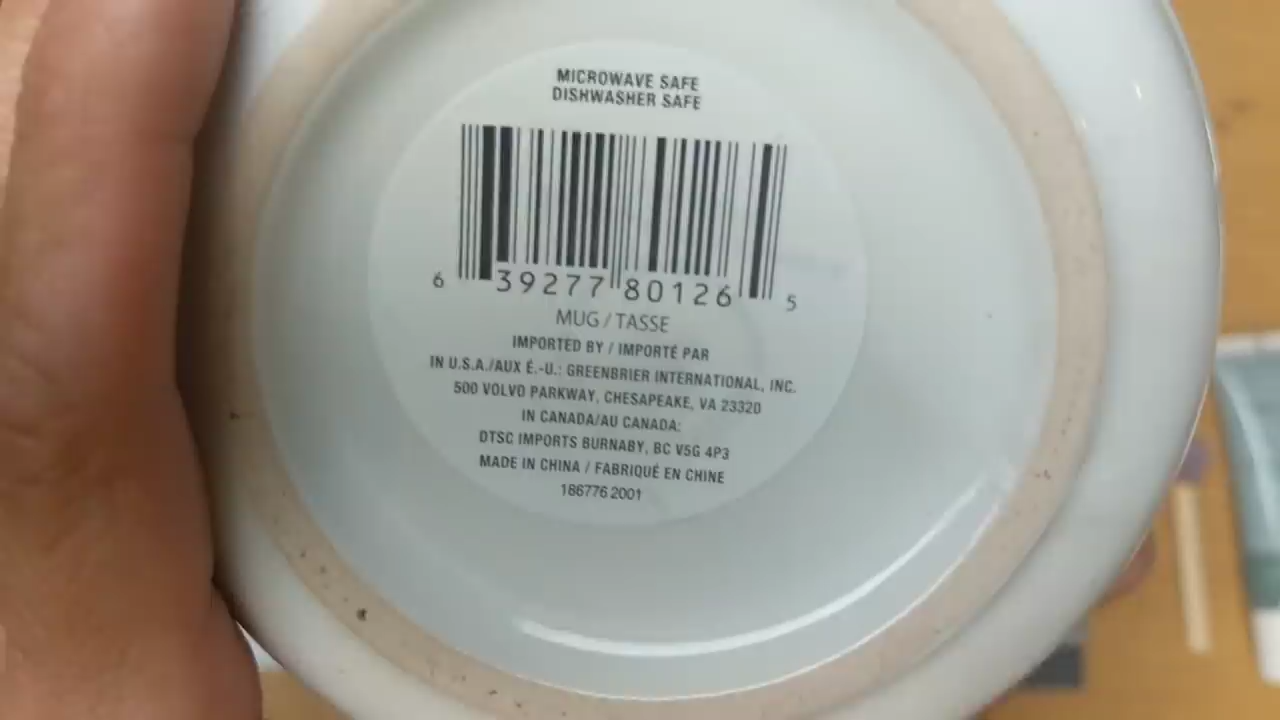 MICROWAVE SAFE
DISHWASHER SAFE
6 39277 80126 5
MUG / TASSE
IMPORTED BY / IMPORTÉ PAR
IN U.S.A./AUX É.-U.: GREENBRIER INTERNATIONAL, INC.
500 VOLVO PARKWAY, CHESAPEAKE, VA 23320
IN CANADA/AU CANADA:
DTSC IMPORTS BURNABY, BC V5G 4P3
MADE IN CHINA / FABRIQUÉ EN CHINE
186776 2001